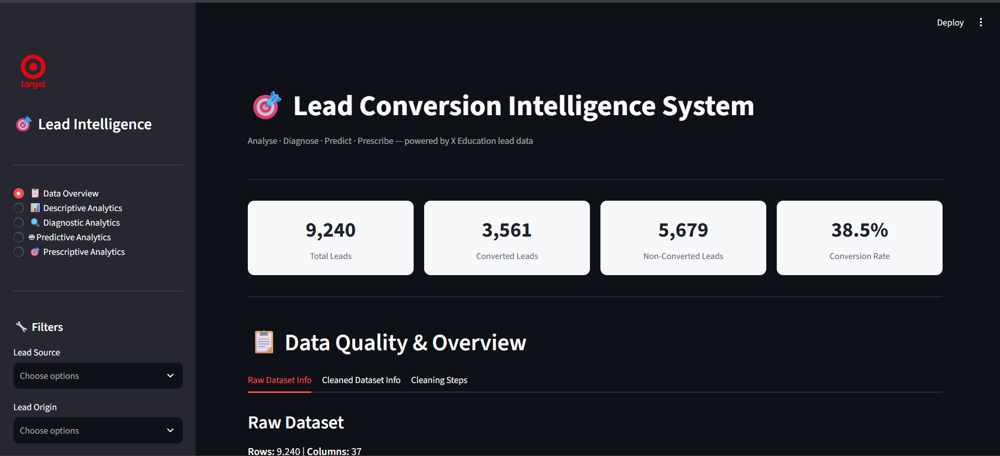 Deploy
target
Lead Intelligence
Data Overview
Descriptive Analytics
Diagnostic Analytics
Predictive Analytics
Prescriptive Analytics
Filters
Lead Source
Choose options
Lead Origin
Choose options
Lead Conversion Intelligence System
Analyse · Diagnose · Predict · Prescribe — powered by X Education lead data
9,240
Total Leads
3,561
Converted Leads
5,679
Non-Converted Leads
38.5%
Conversion Rate
Data Quality & Overview
Raw Dataset Info Cleaned Dataset Info Cleaning Steps
Raw Dataset
Rows: 9,240 | Columns: 37